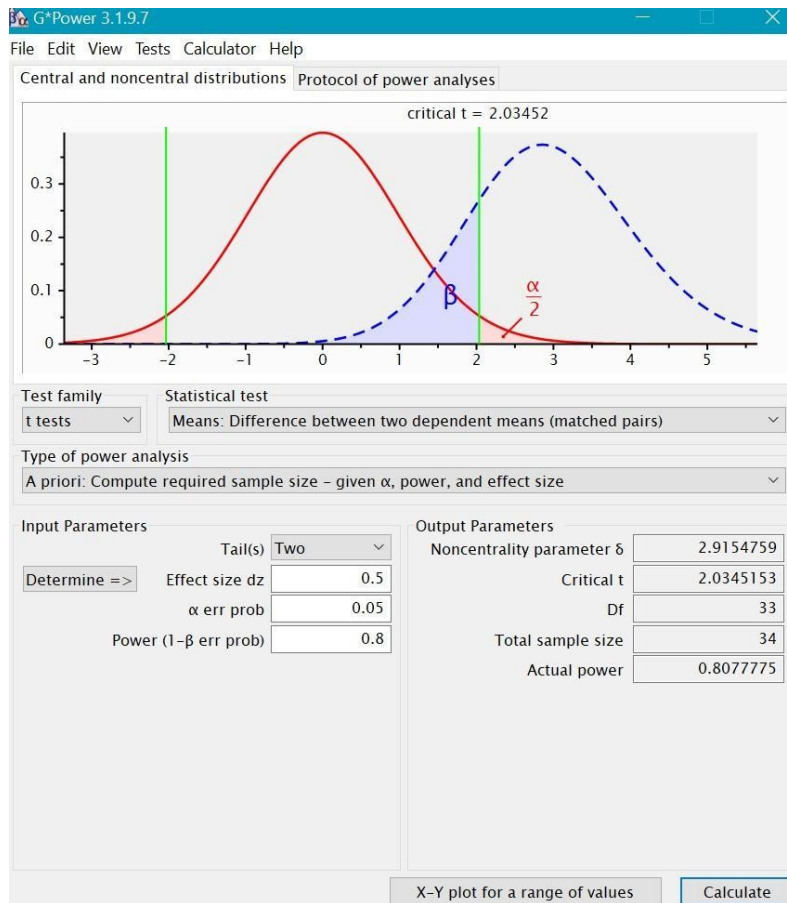 G*Power 3.1.9.7
File Edit View Tests Calculator Help
Central and noncentral distributions Protocol of power analyses
critical t = 2.03452
0.3
0.2
0.1
0
β
α
2
-3 -2 -1 0 1 2 3 4 5
Test family Statistical test
t tests Means: Difference between two dependent means (matched pairs)
Type of power analysis
A priori: Compute required sample size – given α, power, and effect size
Input Parameters Output Parameters
Tail(s) Two Noncentrality parameter δ 2.9154759
Determine => Effect size dz 0.5 Critical t 2.0345153
α err prob 0.05 Df 33
Power (1-β err prob) 0.8 Total sample size 34
Actual power 0.8077775
X-Y plot for a range of values Calculate